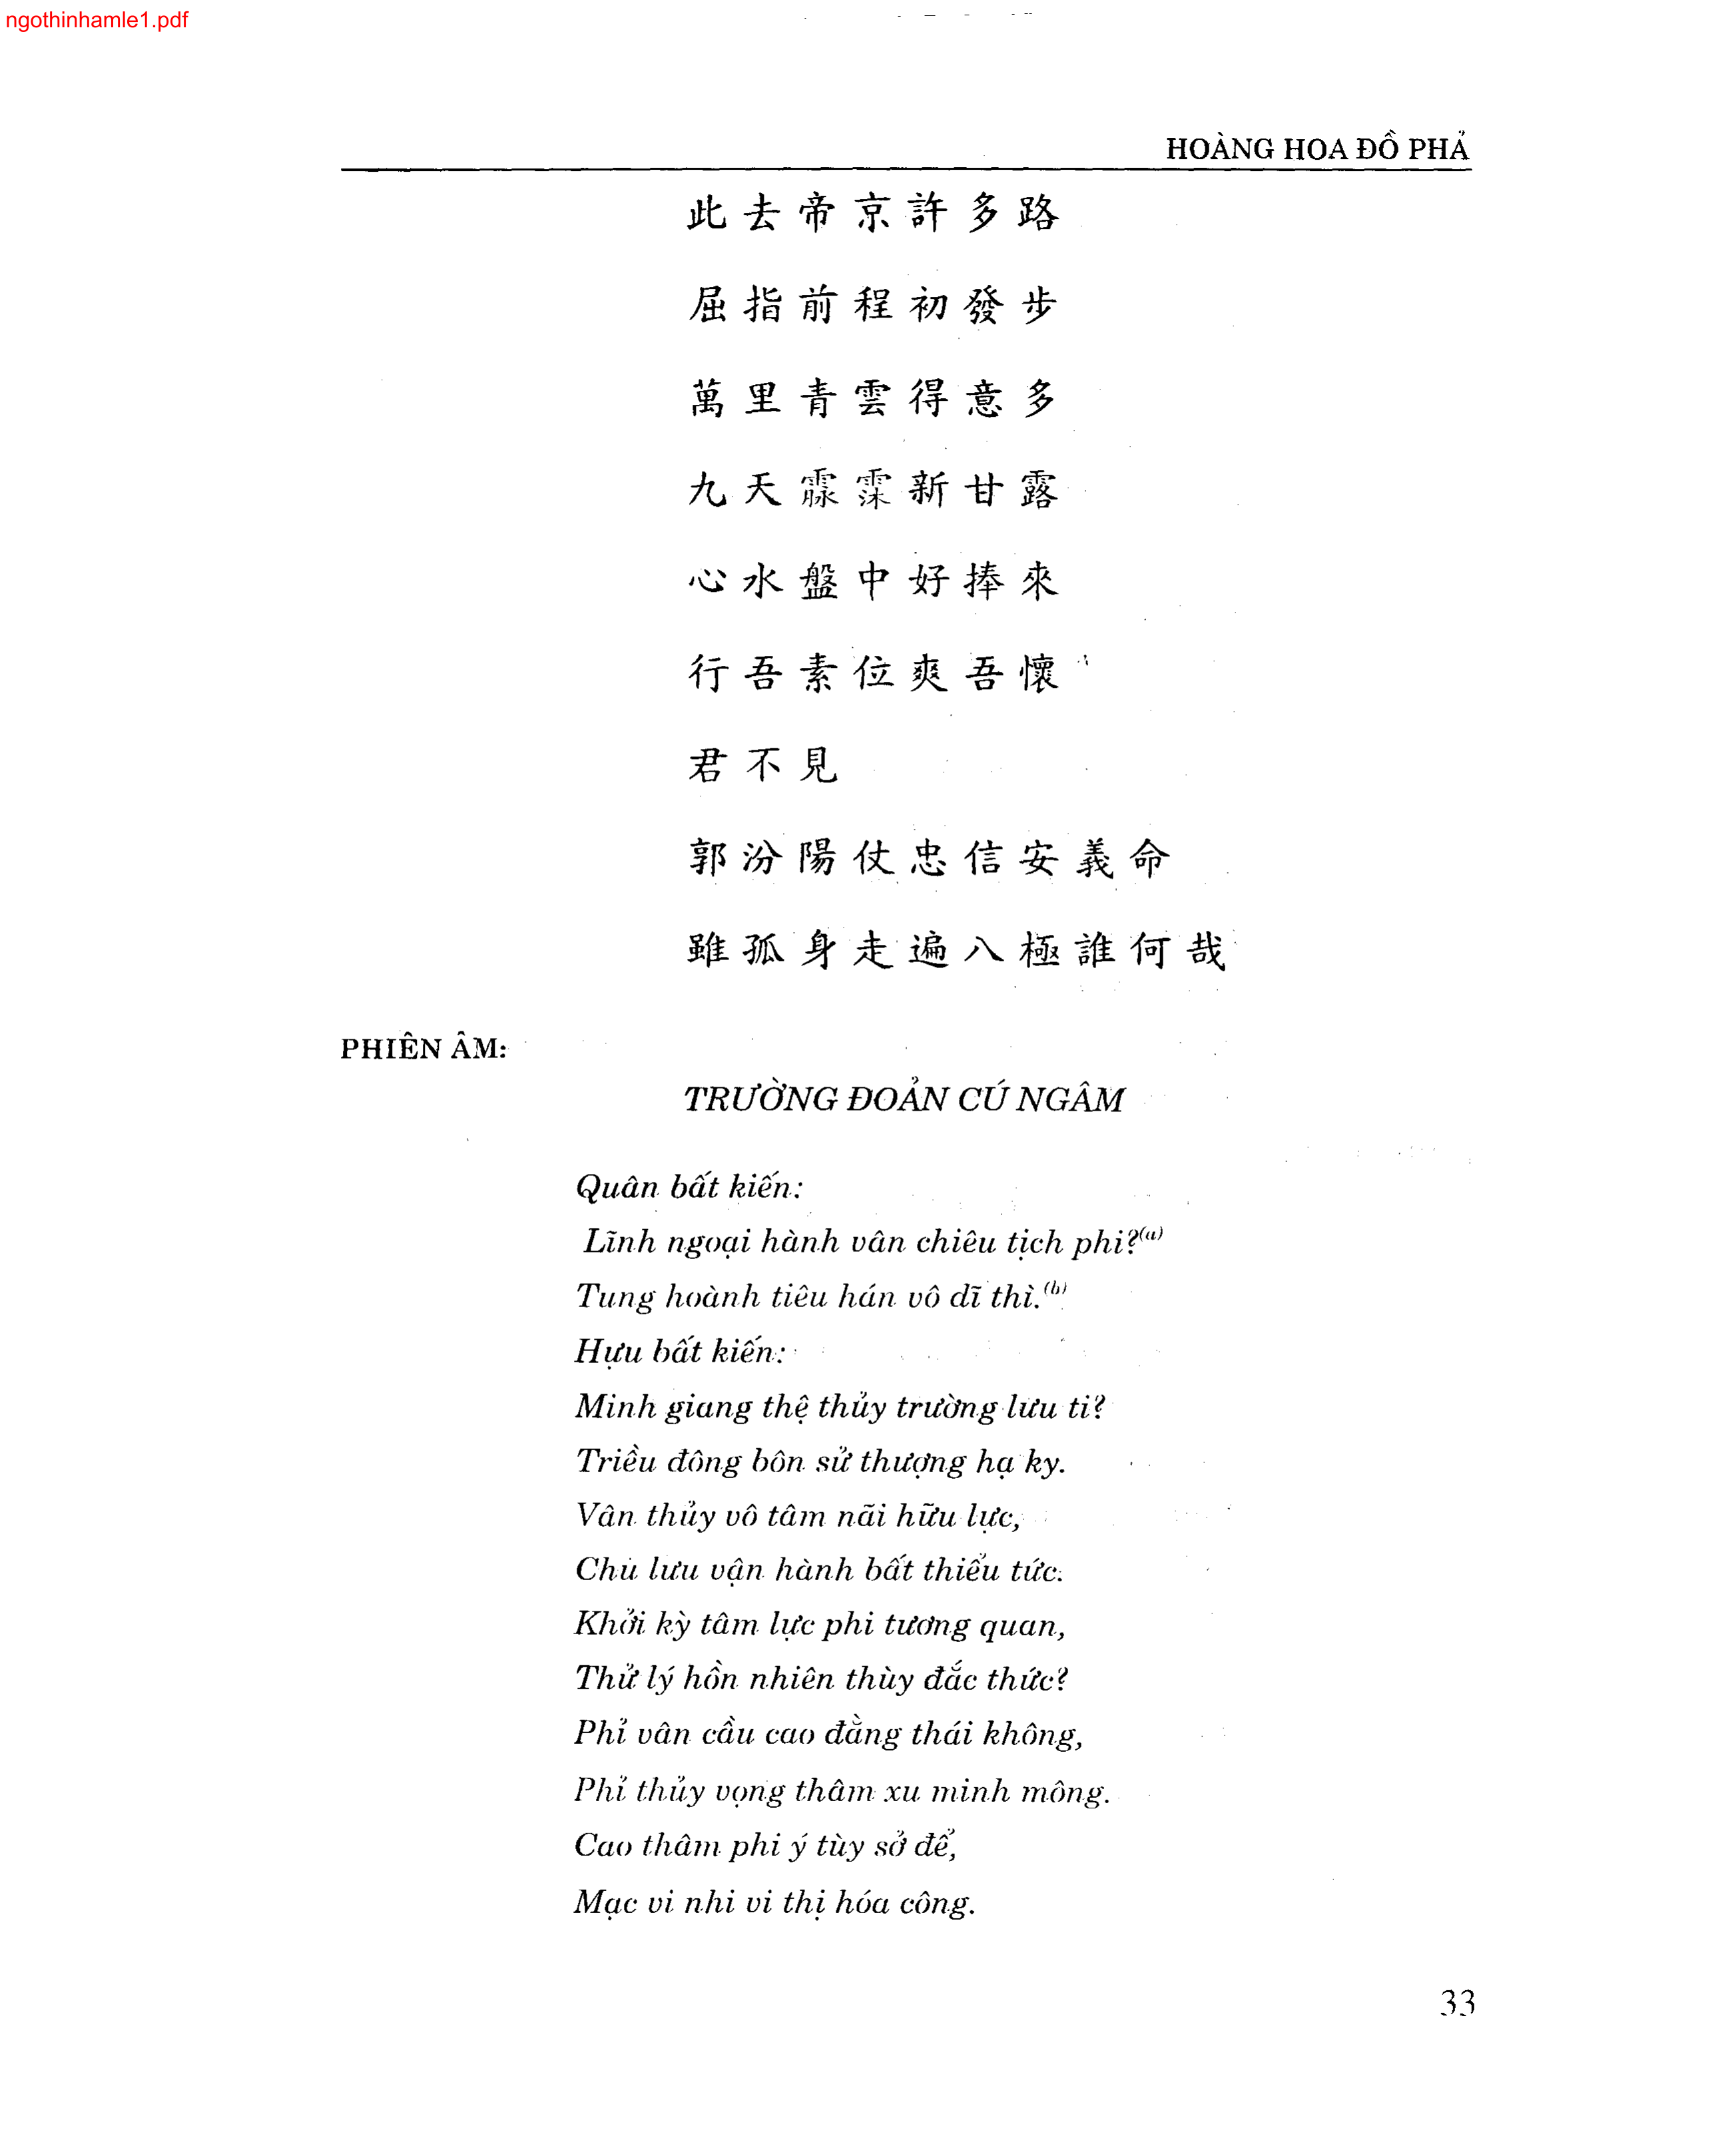 ngothinhamle1.pdf
HOÀNG HOA ĐỒ PHẢ
此去帝京許多路
屈指前程初發步
萬里青雲得意多
九天霡霂新甘露
心水盤中好捧來
行吾素位爽吾懷
君不見
郭汾陽仗忠信安義命
雖孤身走遍八極誰何哉
PHIÊN ÂM:
TRƯỜNG ĐOẢN CÚ NGÂM
Quân bất kiến:
Lĩnh ngoại hành vân chiêu tịch phi?(a)
Tung hoành tiêu hán vô dĩ thì.(b)
Hựu bất kiến:
Minh giang thệ thủy trường lưu ti?
Triều đông bôn sử thượng hạ ky.
Vân thủy vô tâm nãi hữu lực,
Chu lưu vận hành bất thiểu tức.
Khởi kỳ tâm lực phi tương quan,
Thử lý hồn nhiên thùy đắc thức?
Phỉ vân cầu cao đằng thái không,
Phỉ thủy vọng thâm xu minh mông.
Cao thâm phi ý tùy sở để,
Mạc vi nhi vi thị hóa công.
33